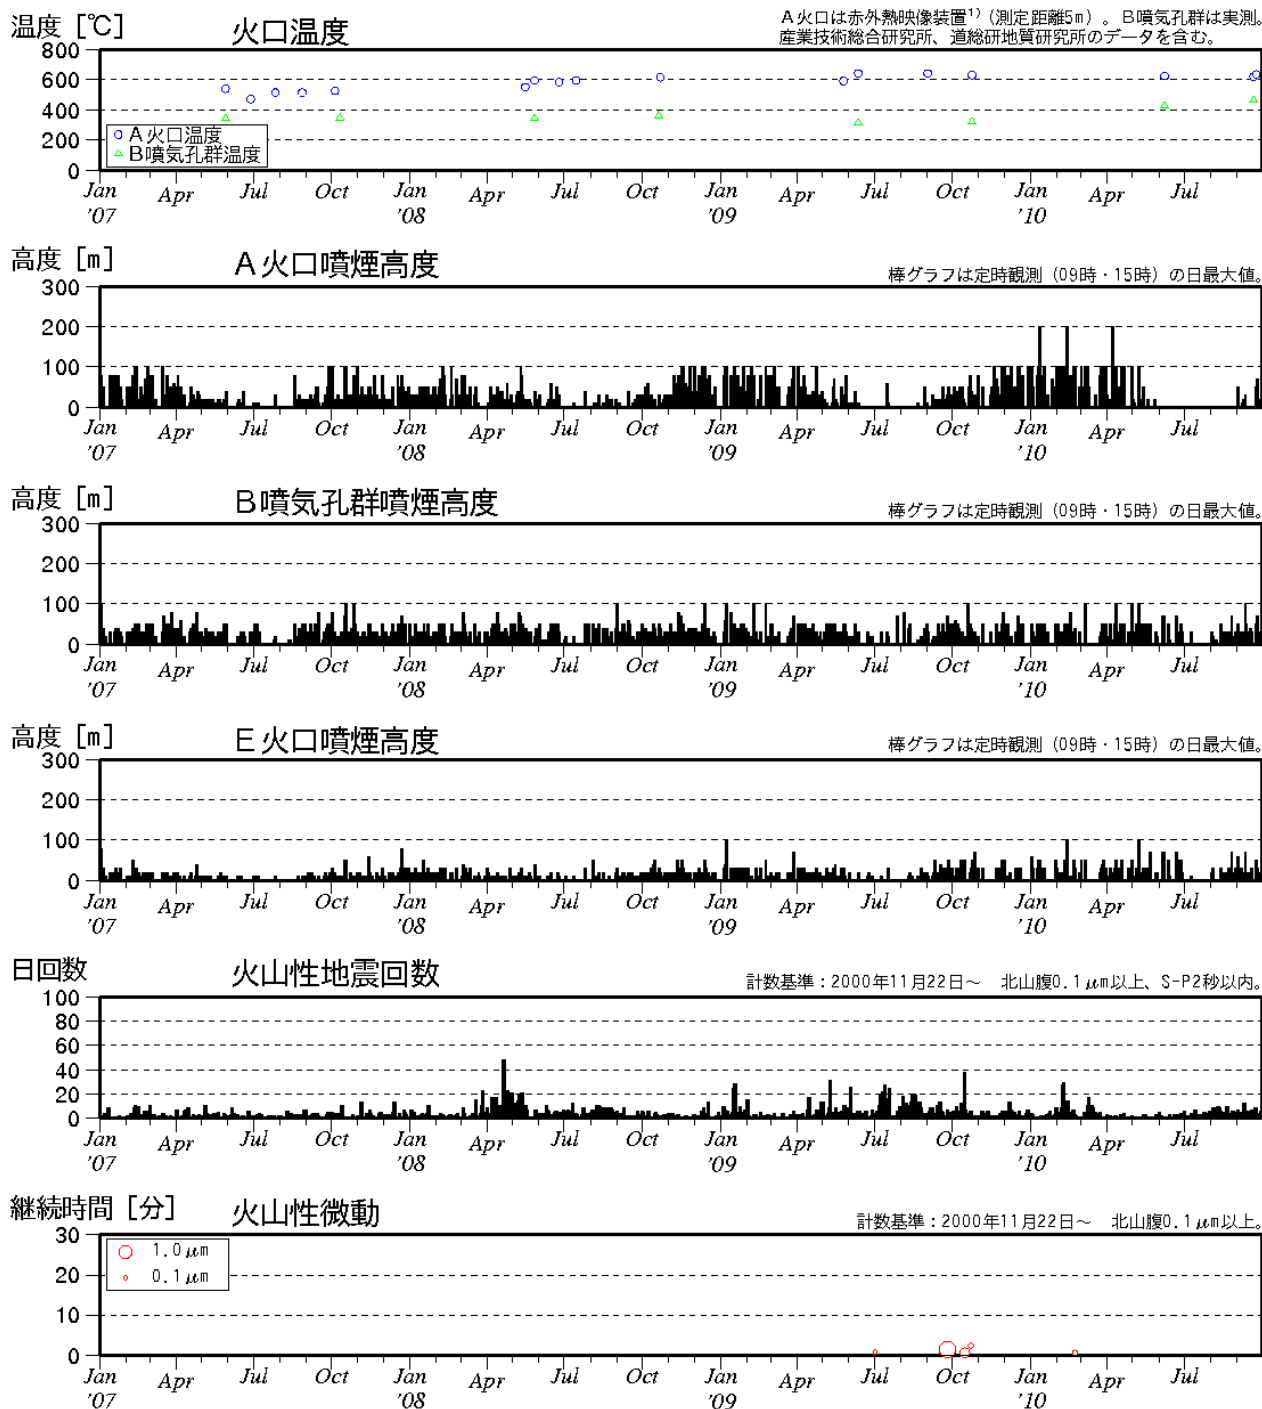 温度 [℃]
火口温度
A火口は赤外熱映像装置1) (測定距離5m) 。B噴気孔群は実測。
産業技術総合研究所、道総研地質研究所のデータを含む。
800
600
400
200
0
A火口温度
B噴気孔群温度
Jan Apr Jul Oct Jan Apr Jul Oct Jan Apr Jul Oct Jan Apr Jul
'07 '08 '09 '10
高度 [m]
A火口噴煙高度
棒グラフは定時観測 (09時・15時) の日最大値。
300
200
100
0
Jan Apr Jul Oct Jan Apr Jul Oct Jan Apr Jul Oct Jan Apr Jul
'07 '08 '09 '10
高度 [m]
B噴気孔群噴煙高度
棒グラフは定時観測 (09時・15時) の日最大値。
300
200
100
0
Jan Apr Jul Oct Jan Apr Jul Oct Jan Apr Jul Oct Jan Apr Jul
'07 '08 '09 '10
高度 [m]
E火口噴煙高度
棒グラフは定時観測 (09時・15時) の日最大値。
300
200
100
0
Jan Apr Jul Oct Jan Apr Jul Oct Jan Apr Jul Oct Jan Apr Jul
'07 '08 '09 '10
日回数
火山性地震回数
計数基準：2000年11月22日～ 北山腹0.1μm以上、S-P2秒以内。
100
80
60
40
20
0
Jan Apr Jul Oct Jan Apr Jul Oct Jan Apr Jul Oct Jan Apr Jul
'07 '08 '09 '10
継続時間 [分]
火山性微動
計数基準：2000年11月22日～ 北山腹0.1μm以上。
30
20
10
0
1.0μm
0.1μm
Jan Apr Jul Oct Jan Apr Jul Oct Jan Apr Jul Oct Jan Apr Jul
'07 '08 '09 '10